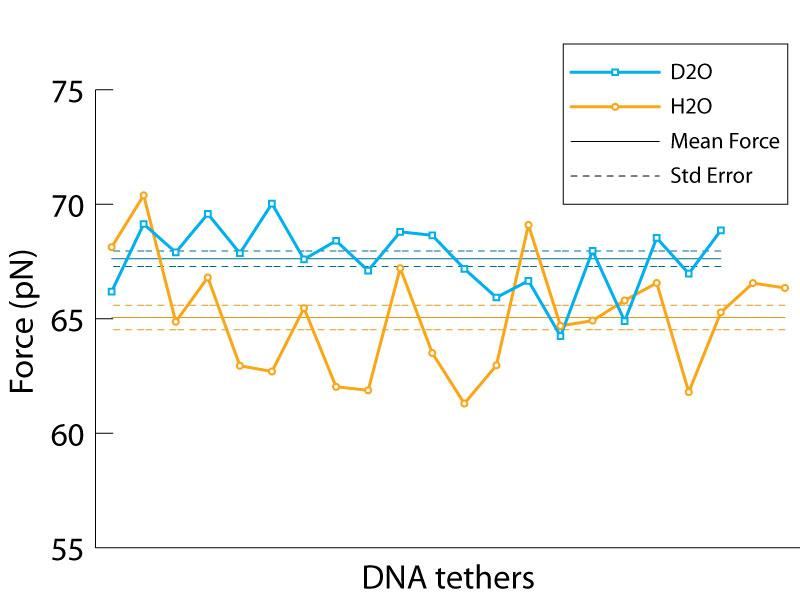 D2O
H2O
Mean Force
Std Error
75
70
65
60
55
Force (pN)
DNA tethers